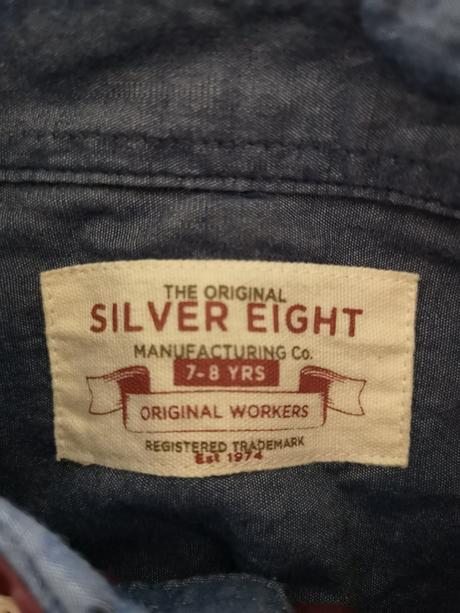 THE ORIGINAL
SILVER EIGHT
MANUFACTURING Co.
7-8 YRS
ORIGINAL WORKERS
REGISTERED TRADEMARK
Est 1974